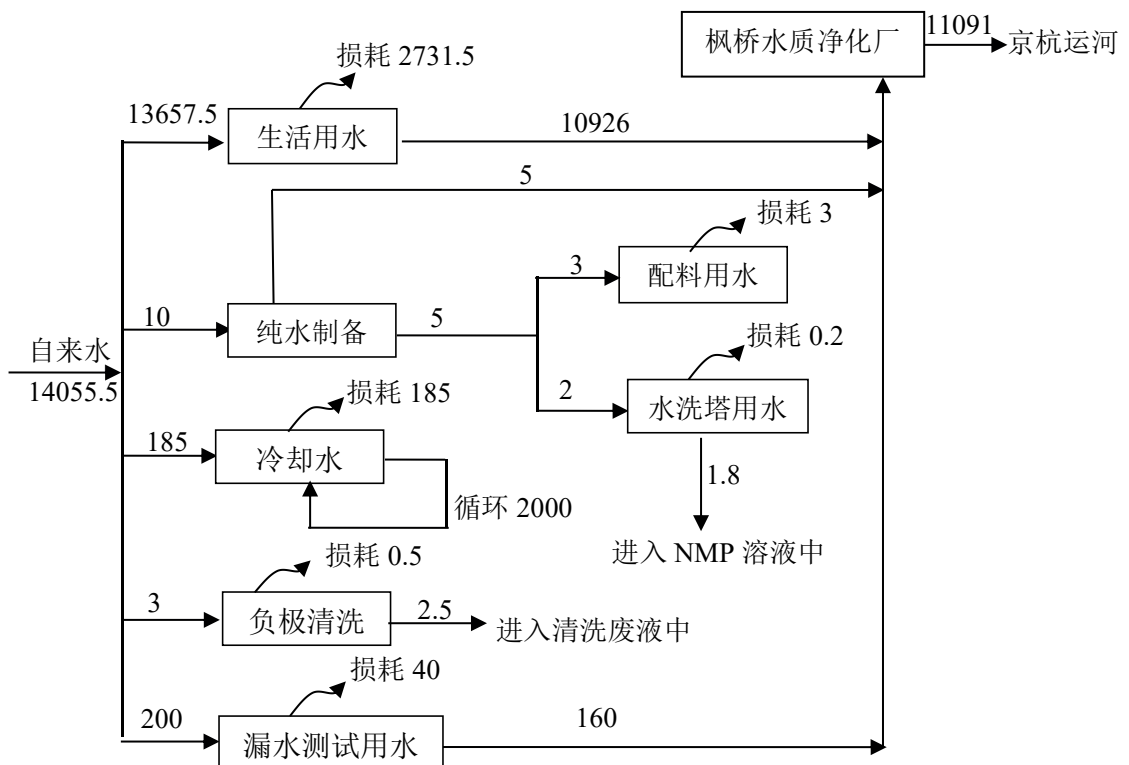 枫桥水质净化厂
11091
京杭运河
损耗 2731.5
13657.5
生活用水
10926
5
损耗 3
3
配料用水
10
纯水制备
5
损耗 0.2
2
水洗塔用水
1.8
进入 NMP 溶液中
自来水
14055.5
损耗 185
185
冷却水
循环 2000
损耗 0.5
3
负极清洗
2.5
进入清洗废液中
损耗 40
200
漏水测试用水
160